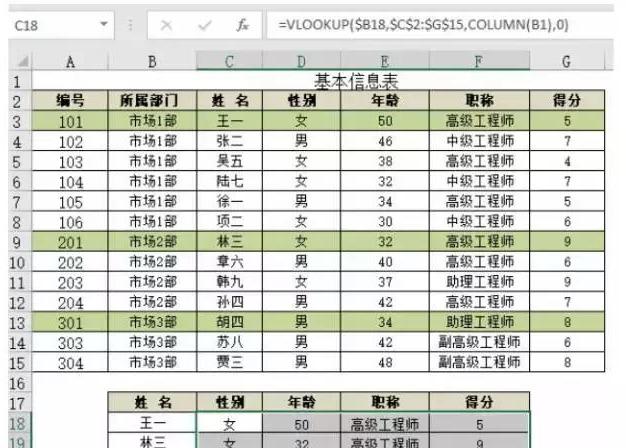 C18 fx =VLOOKUP($B18,$C$2:$G$15,COLUMN(B1),0)
A B C D E F G
1 基本信息表
2 编号 所属部门 姓 名 性别 年龄 职称 得分
3 101 市场1部 王一 女 50 高级工程师 5
4 102 市场1部 张二 男 46 中级工程师 7
5 103 市场1部 吴五 女 38 高级工程师 4
6 104 市场1部 陆七 女 32 中级工程师 7
7 105 市场1部 徐一 男 34 高级工程师 5
8 106 市场1部 项二 女 30 中级工程师 6
9 201 市场2部 林三 女 32 高级工程师 9
10 202 市场2部 章六 男 40 高级工程师 6
11 203 市场2部 韩九 女 37 助理工程师 9
12 204 市场2部 孙四 男 42 高级工程师 7
13 301 市场3部 胡四 男 34 助理工程师 8
14 303 市场3部 苏八 男 42 副高级工程师 6
15 304 市场3部 贾三 男 48 副高级工程师 8
16
17 姓 名 性别 年龄 职称 得分
18 王一 女 50 高级工程师 5
19 林三 女 32 高级工程师 9